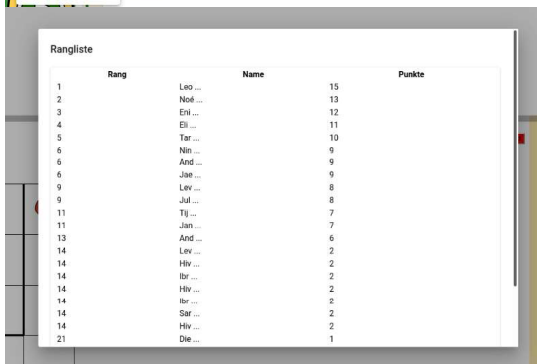 Rangliste
Rang Name Punkte
1 Leo ... 15
2 Noé ... 13
3 Eni ... 12
4 Eli ... 11
5 Tar ... 10
6 Nin ... 9
6 And ... 9
6 Jae ... 9
9 Lev ... 8
9 Jul ... 8
11 Tij ... 7
11 Jan ... 7
13 And ... 6
14 Lev ... 2
14 Hiv ... 2
14 Ibr ... 2
14 Hiv ... 2
14 Ibr ... 2
14 Sar ... 2
14 Hiv ... 2
21 Die ... 1